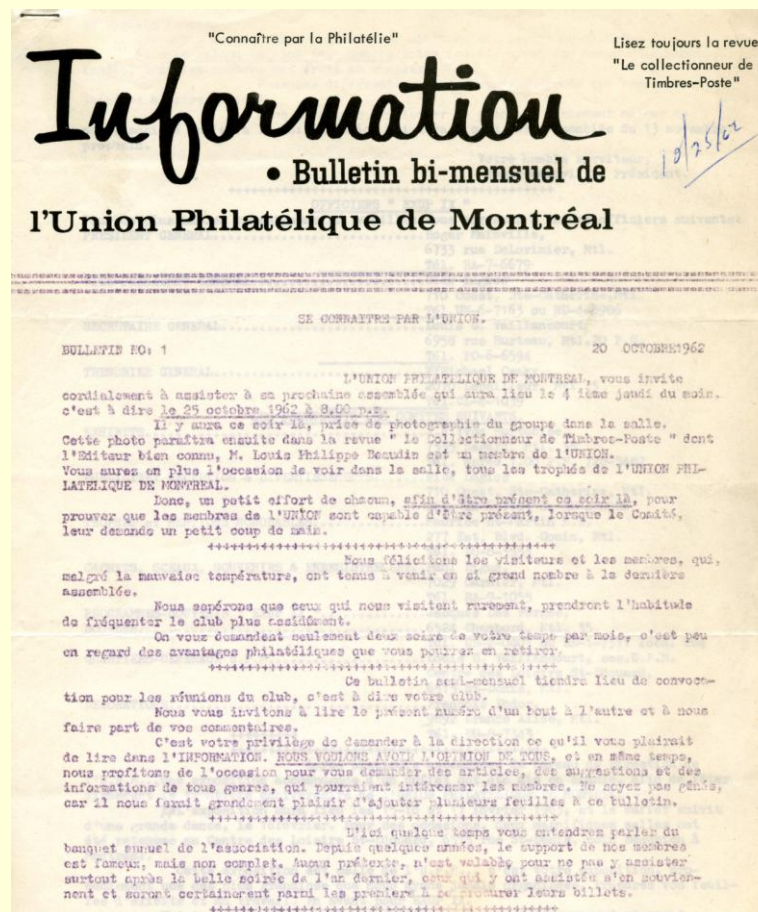 "Connaître par la Philatélie"
Lisez toujours la revue
"Le collectionneur de
Timbres-Poste"
Information
10/25/62
• Bulletin bi-mensuel de
l'Union Philatélique de Montréal
SE CONNAITRE PAR L'UNION.
BULLETIN NO: 1
20 OCTOBRE1962
L'UNION PHILATELIQUE DE MONTREAL, vous invite
cordialement à assister à sa prochaine assemblée qui aura lieu le 4 ième jeudi du mois.
c'est à dire le 25 octobre 1962 à 8.00 p.m.
Il y aura ce soir là, prise de photographie du groupe dans la salle.
Cette photo paraîtra ensuite dans la revue " le Collectionneur de Timbres-Poste " dont
l'Editeur bien connu, M. Louis Philippe Beaudin est un membre de l'UNION.
Vous aurez en plus l'occasion de voir dans la salle, tous les trophés de l'UNION PHI-
LATELIQUE DE MONTREAL.
Donc, un petit effort de chacun, afin d'être présent ce soir là, pour
prouver que les membres de l'UNION sont capable d'être présent, lorsque le Comité,
leur demande un petit coup de main.
Nous félicitons les visiteurs et les membres, qui,
malgré la mauvaise température, ont tenus à venir en si grand nombre à la dernière
assemblée.
Nous espérons que ceux qui nous visitent rarement, prendront l'habitude
de fréquenter le club plus assidûment.
On vous demandent seulement deux soirs de votre temps par mois, c'est peu
en regard des avantages philatéliques que vous pourrez en retirer.
Ce bulletin semi-mensuel tiendra lieu de convoca-
tion pour les réunions du club, c'est à dire votre club.
Nous vous invitons à lire le présent numéro d'un bout à l'autre et à nous
faire part de vos commentaires.
C'est votre privilège de demander à la direction ce qu'il vous plairait
de lire dans l'INFORMATION. NOUS VOULONS AVOIR L'OPINION DE TOUS, et en même temps,
nous profitons de l'occasion pour vous demander des articles, des suggestions et des
informations de tous genres, qui pourraient intéresser les membres. Ne soyez pas gênés,
car il nous ferait grandement plaisir d'ajouter plusieurs feuilles à ce bulletin.
D'ici quelque temps vous entendrez parler du
banquet annuel de l'association. Depuis quelques années, le support de nos membres
est fameux, mais non complet. Aucun prétexte, n'est valable pour ne pas y assister
surtout après la belle soirée de l'an dernier, ceux qui y ont assistés s'en souvien-
nent et seront certainement parmi les premiers à se procurer leurs billets.